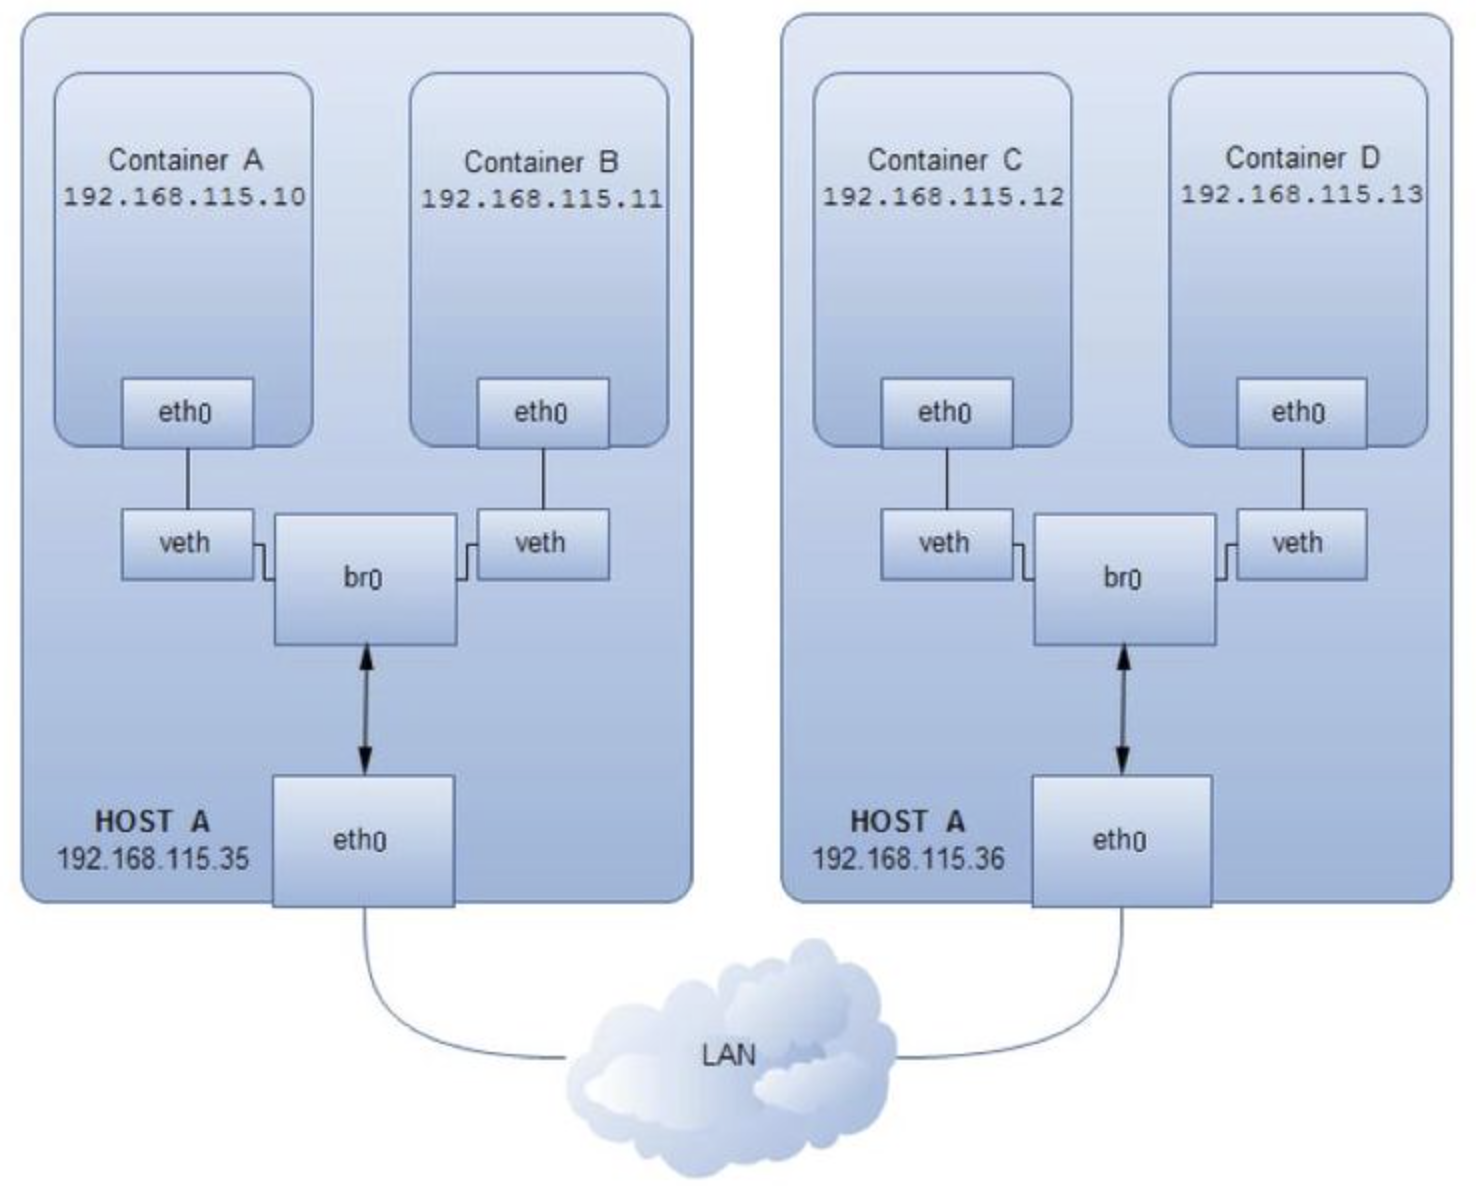 Container A
192.168.115.10
eth0
veth
Container B
192.168.115.11
eth0
veth
br0
HOST A
192.168.115.35
eth0
Container C
192.168.115.12
eth0
veth
Container D
192.168.115.13
eth0
veth
br0
HOST A
192.168.115.36
eth0
LAN